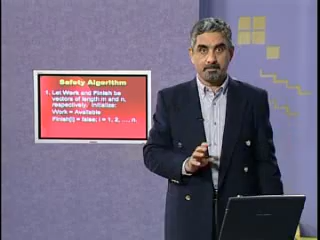 Safety Algorithm
1. Let Work and Finish be
vectors of length m and n,
respectively. Initialize:
Work = Available
Finish[i] = false; i = 1, 2, …, n.